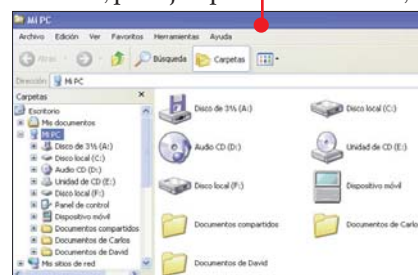 Mi PC
Archivo Edición Ver Favoritos Herramientas Ayuda
Atrás Búsqueda Carpetas
Dirección Mi PC
Carpetas
Escritorio
Mis documentos
Mi PC
Disco de 3½ (A:)
Disco local (C:)
Audio CD (D:)
Unidad de CD (E:)
Disco local (F:)
Panel de control
Dispositivo móvil
Documentos compartidos
Documentos de Carlos
Documentos de David
Mis sitios de red
Disco de 3½ (A:)
Disco local (C:)
Audio CD (D:)
Unidad de CD (E:)
Disco local (F:)
Dispositivo móvil
Documentos compartidos
Documentos de Carlo
Documentos de David